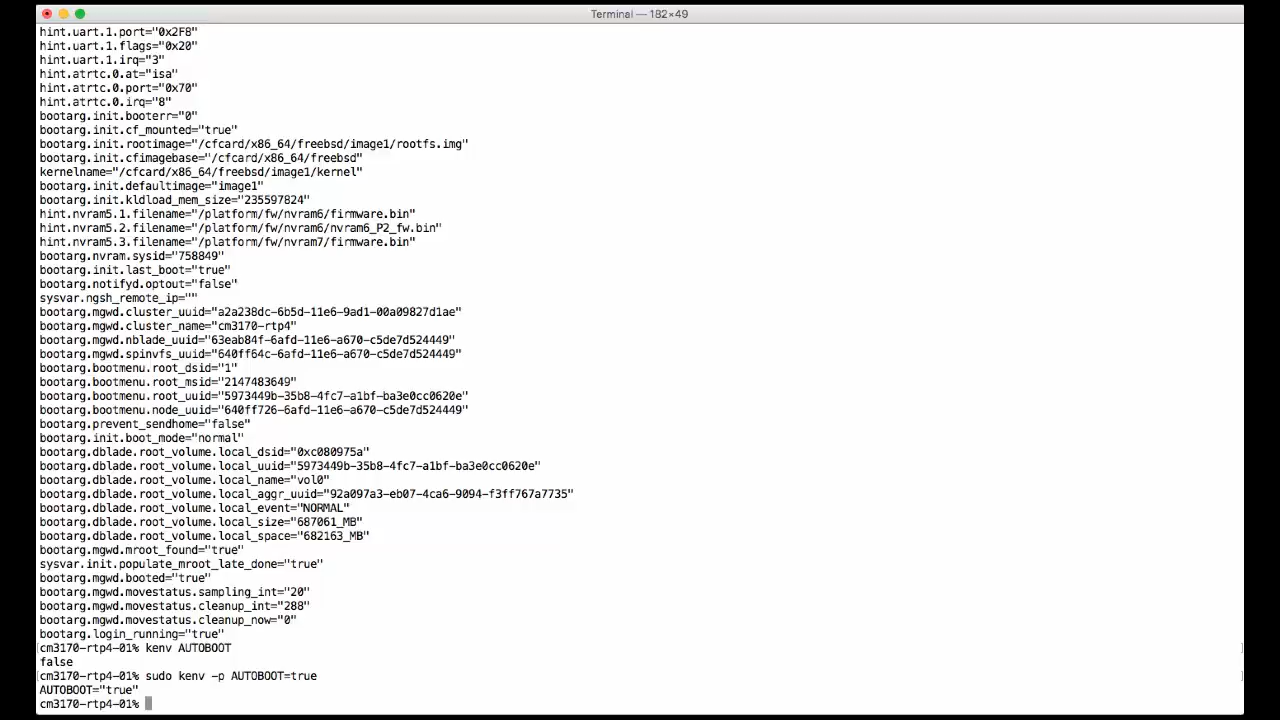 Terminal — 182×49
hint.uart.1.port="0x2F8"
hint.uart.1.flags="0x20"
hint.uart.1.irq="3"
hint.atrtc.0.at="isa"
hint.atrtc.0.port="0x70"
hint.atrtc.0.irq="8"
bootarg.init.booterr="0"
bootarg.init.cf_mounted="true"
bootarg.init.rootimage="/cfcard/x86_64/freebsd/image1/rootfs.img"
bootarg.init.cfimagebase="/cfcard/x86_64/freebsd"
kernelname="/cfcard/x86_64/freebsd/image1/kernel"
bootarg.init.defaultimage="image1"
bootarg.init.kldload_mem_size="235597824"
hint.nvram5.1.filename="/platform/fw/nvram6/firmware.bin"
hint.nvram5.2.filename="/platform/fw/nvram6/nvram6_P2_fw.bin"
hint.nvram5.3.filename="/platform/fw/nvram7/firmware.bin"
bootarg.nvram.sysid="758849"
bootarg.init.last_boot="true"
bootarg.notifyd.optout="false"
sysvar.ngsh_remote_ip=""
bootarg.mgwd.cluster_uuid="a2a238dc-6b5d-11e6-9ad1-00a09827d1ae"
bootarg.mgwd.cluster_name="cm3170-rtp4"
bootarg.mgwd.nblade_uuid="63eab84f-6afd-11e6-a670-c5de7d524449"
bootarg.mgwd.spinvfs_uuid="640ff64c-6afd-11e6-a670-c5de7d524449"
bootarg.bootmenu.root_dsid="1"
bootarg.bootmenu.root_msid="2147483649"
bootarg.bootmenu.root_uuid="5973449b-35b8-4fc7-a1bf-ba3e0cc0620e"
bootarg.bootmenu.node_uuid="640ff726-6afd-11e6-a670-c5de7d524449"
bootarg.prevent_sendhome="false"
bootarg.init.boot_mode="normal"
bootarg.dblade.root_volume.local_dsid="0xc080975a"
bootarg.dblade.root_volume.local_uuid="5973449b-35b8-4fc7-a1bf-ba3e0cc0620e"
bootarg.dblade.root_volume.local_name="vol0"
bootarg.dblade.root_volume.local_aggr_uuid="92a097a3-eb07-4ca6-9094-f3ff767a7735"
bootarg.dblade.root_volume.local_event="NORMAL"
bootarg.dblade.root_volume.local_size="687061_MB"
bootarg.dblade.root_volume.local_space="682163_MB"
bootarg.mgwd.mroot_found="true"
sysvar.init.populate_mroot_late_done="true"
bootarg.mgwd.booted="true"
bootarg.mgwd.movestatus.sampling_int="20"
bootarg.mgwd.movestatus.cleanup_int="288"
bootarg.mgwd.movestatus.cleanup_now="0"
bootarg.login_running="true"
[cm3170-rtp4-01% kenv AUTOBOOT ]
false
[cm3170-rtp4-01% sudo kenv -p AUTOBOOT=true ]
AUTOBOOT="true"
cm3170-rtp4-01%